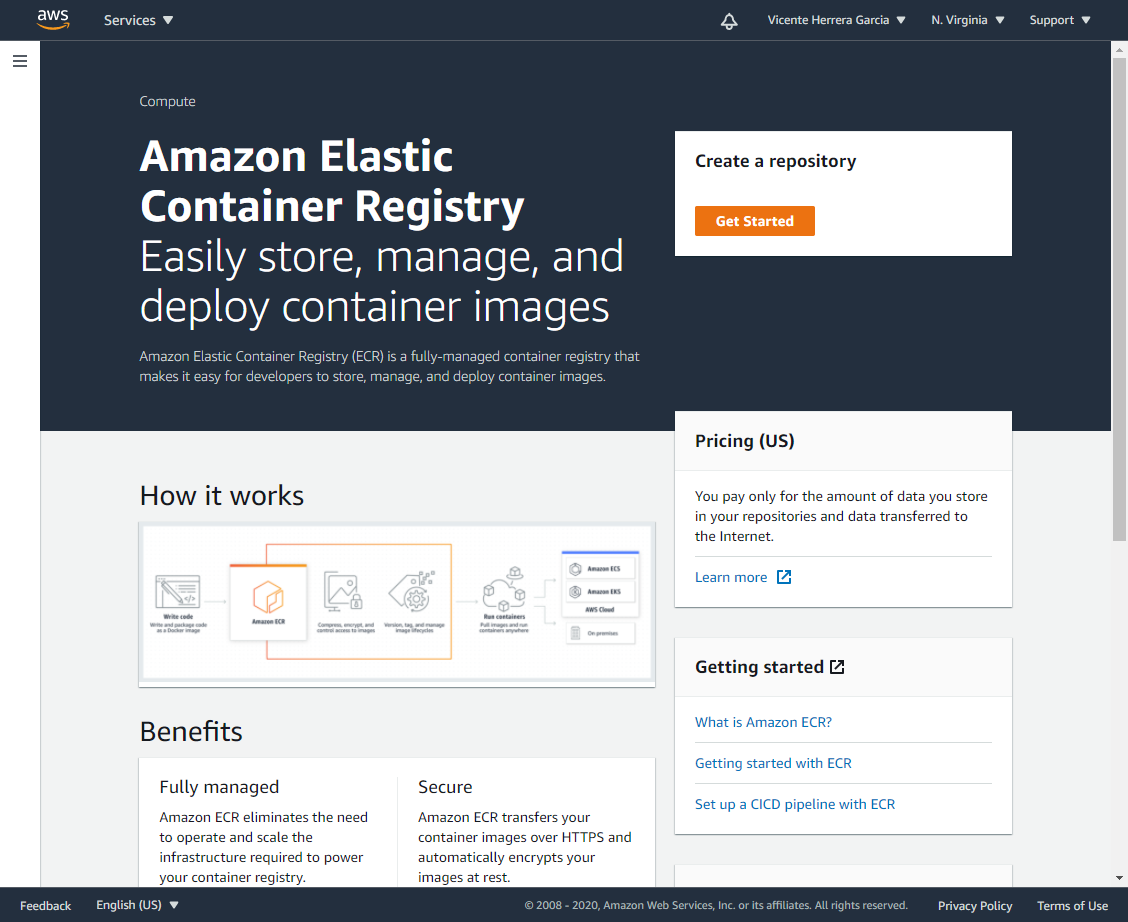 aws
Services
Vicente Herrera Garcia
N. Virginia
Support
Compute
Amazon Elastic
Container Registry
Easily store, manage, and
deploy container images
Amazon Elastic Container Registry (ECR) is a fully-managed container registry that
makes it easy for developers to store, manage, and deploy container images.
Create a repository
Get Started
Pricing (US)
You pay only for the amount of data you store
in your repositories and data transferred to
the Internet.
Learn more
How it works
Write code
Write and package code
as a Docker image
Amazon ECR
Compress, encrypt, and
control access to images
Version, tag, and manage
image lifecycles
Run containers
Pull images and run
containers anywhere
Amazon ECS
Amazon EKS
AWS Cloud
On premises
Getting started
What is Amazon ECR?
Getting started with ECR
Set up a CICD pipeline with ECR
Benefits
Fully managed
Amazon ECR eliminates the need
to operate and scale the
infrastructure required to power
your container registry.
Secure
Amazon ECR transfers your
container images over HTTPS and
automatically encrypts your
images at rest.
Feedback
English (US)
© 2008 - 2020, Amazon Web Services, Inc. or its affiliates. All rights reserved.
Privacy Policy
Terms of Use